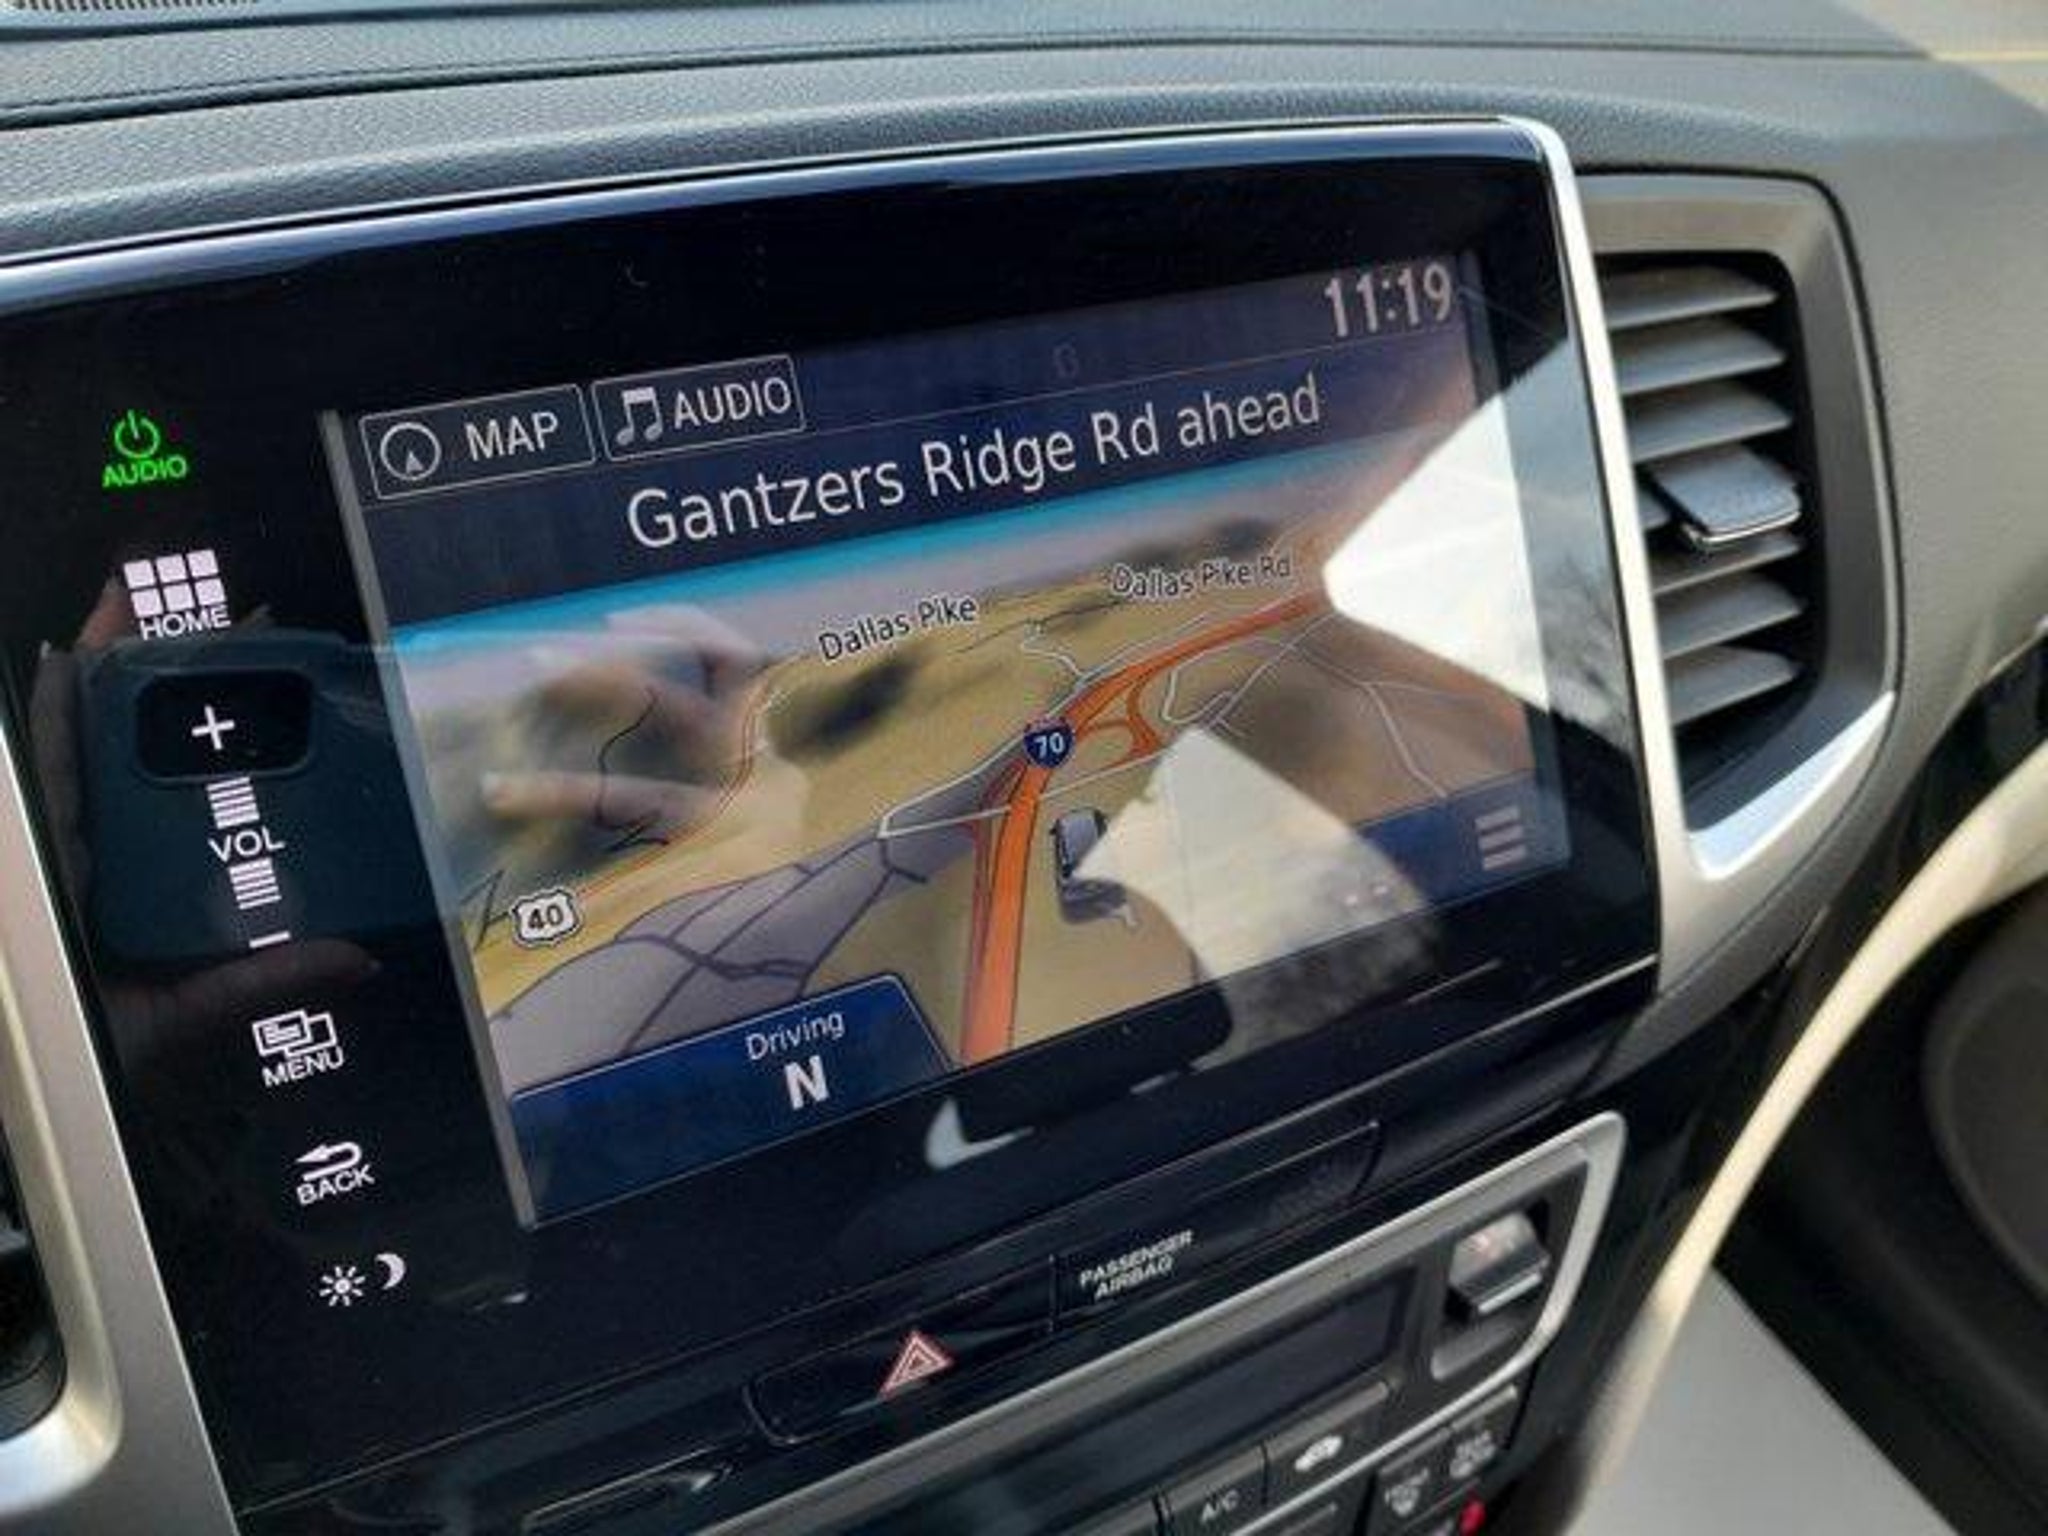 11:19
MAP
AUDIO
Gantzers Ridge Rd ahead
AUDIO
HOME
Dallas Pike
Dallas Pike Rd
+
70
VOL
-
40
Driving
N
MENU
BACK
PASSENGER
AIRBAG
A/C